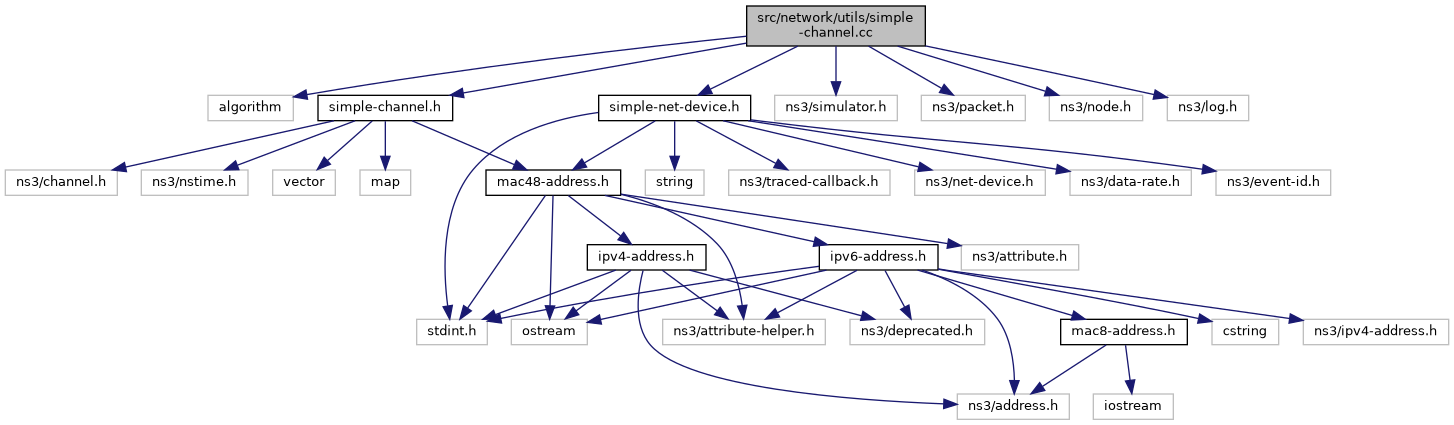 src/network/utils/simple
-channel.cc
algorithm
simple-channel.h
simple-net-device.h
ns3/simulator.h
ns3/packet.h
ns3/node.h
ns3/log.h
ns3/channel.h
ns3/nstime.h
vector
map
mac48-address.h
string
ns3/traced-callback.h
ns3/net-device.h
ns3/data-rate.h
ns3/event-id.h
ipv4-address.h
ipv6-address.h
ns3/attribute.h
stdint.h
ostream
ns3/attribute-helper.h
ns3/deprecated.h
mac8-address.h
cstring
ns3/ipv4-address.h
ns3/address.h
iostream